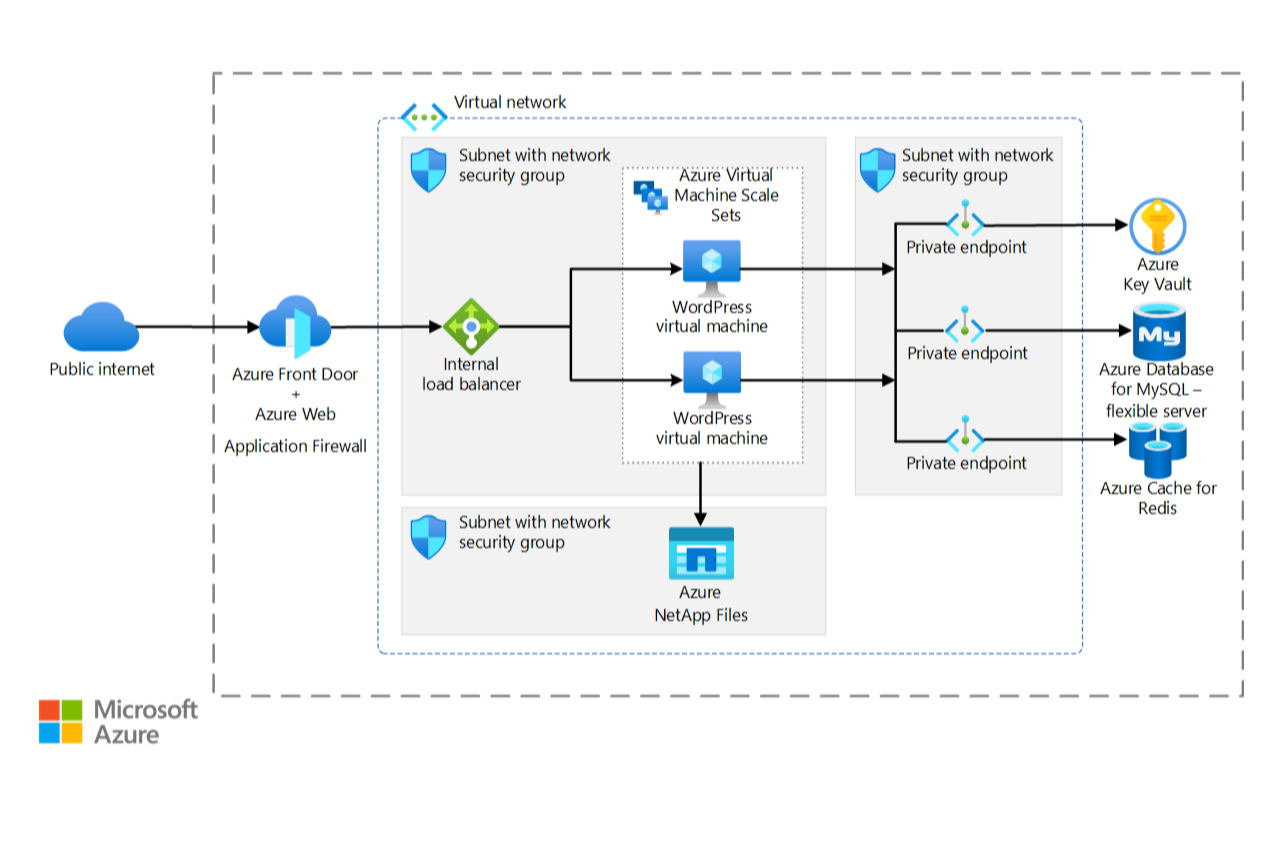 Virtual network
Subnet with network
security group
Azure Virtual
Machine Scale
Sets
WordPress
virtual machine
WordPress
virtual machine
Internal
load balancer
Public internet
Azure Front Door
+
Azure Web
Application Firewall
Subnet with network
security group
Private endpoint
Private endpoint
Private endpoint
Azure
Key Vault
My
Azure Database
for MySQL –
flexible server
Azure Cache for
Redis
Subnet with network
security group
Azure
NetApp Files
Microsoft
Azure